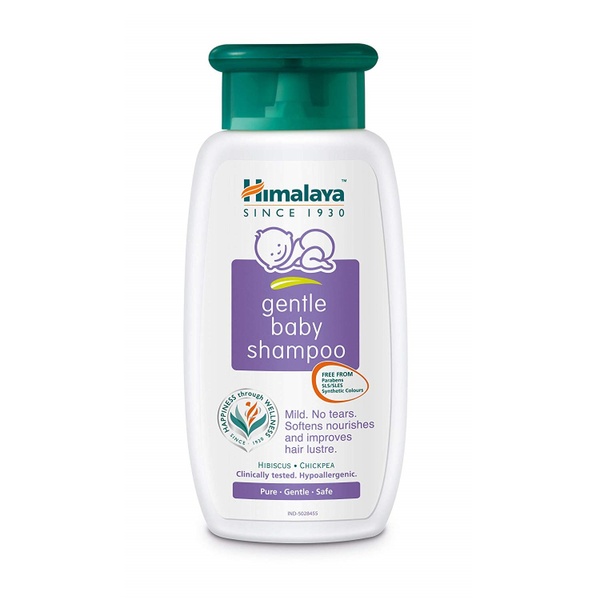 Himalaya™
SINCE 1930
gentle
baby
shampoo
FREE FROM
Parabens
SLS/SLES
Synthetic Colours
HAPPINESS through WELLNESS
SINCE · 1930
Mild. No tears.
Softens nourishes
and improves
hair lustre.
HIBISCUS • CHICKPEA
Clinically tested. Hypoallergenic.
Pure · Gentle · Safe
IND-5028455